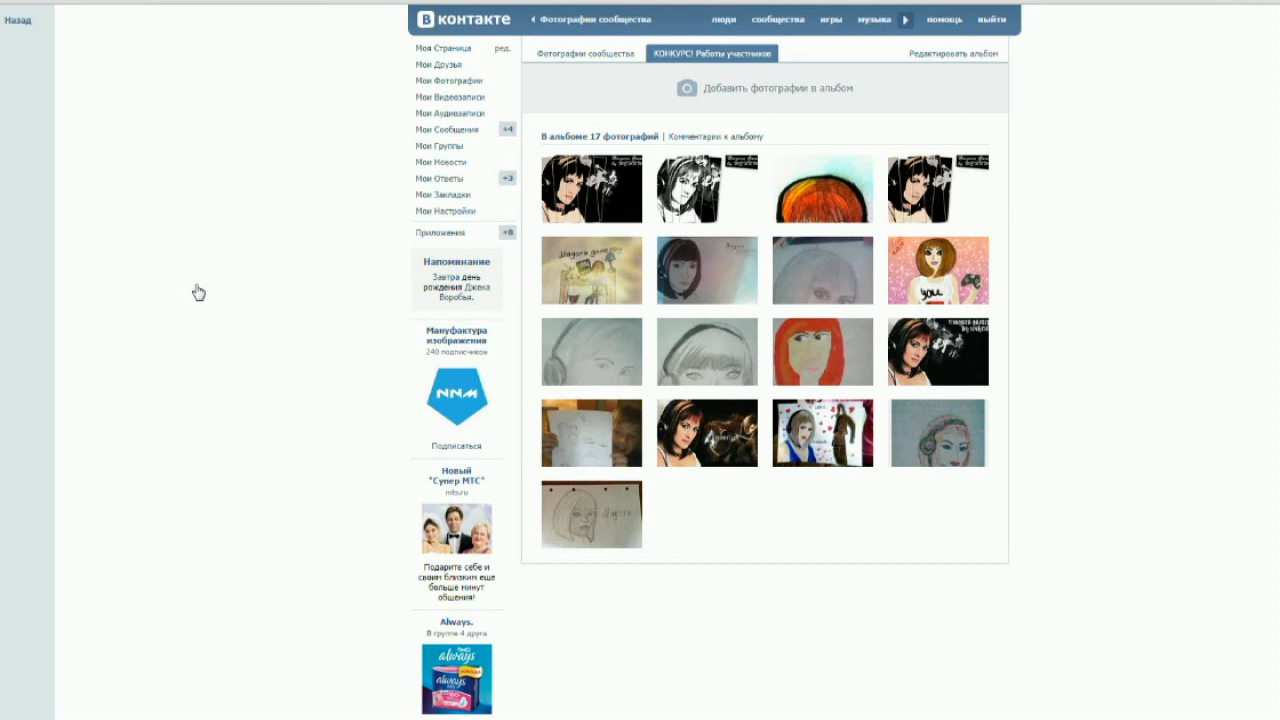 Назад
В контакте
Фотографии сообщества
люди
сообщества
игры
музыка
помощь
выйти
Моя Страница
ред.
Мои Друзья
Мои Фотографии
Мои Видеозаписи
Мои Аудиозаписи
Мои Сообщения
+4
Мои Группы
Мои Новости
Мои Ответы
+3
Мои Закладки
Мои Настройки
Приложения
+8
Напоминание
Завтра день
рождения Джека
Воробья.
Мануфактура
изображения
240 подписчиков
NNM
Подписаться
Новый
"Супер МТС"
mts.ru
Подарите себе и
своим близким еще
больше минут
общения!
Always.
В группе 4 друга
always
always
Фотографии сообщества
КОНКУРС! Работы участников
Редактировать альбом
Добавить фотографии в альбом
В альбоме 17 фотографий | Комментарии к альбому
YOU